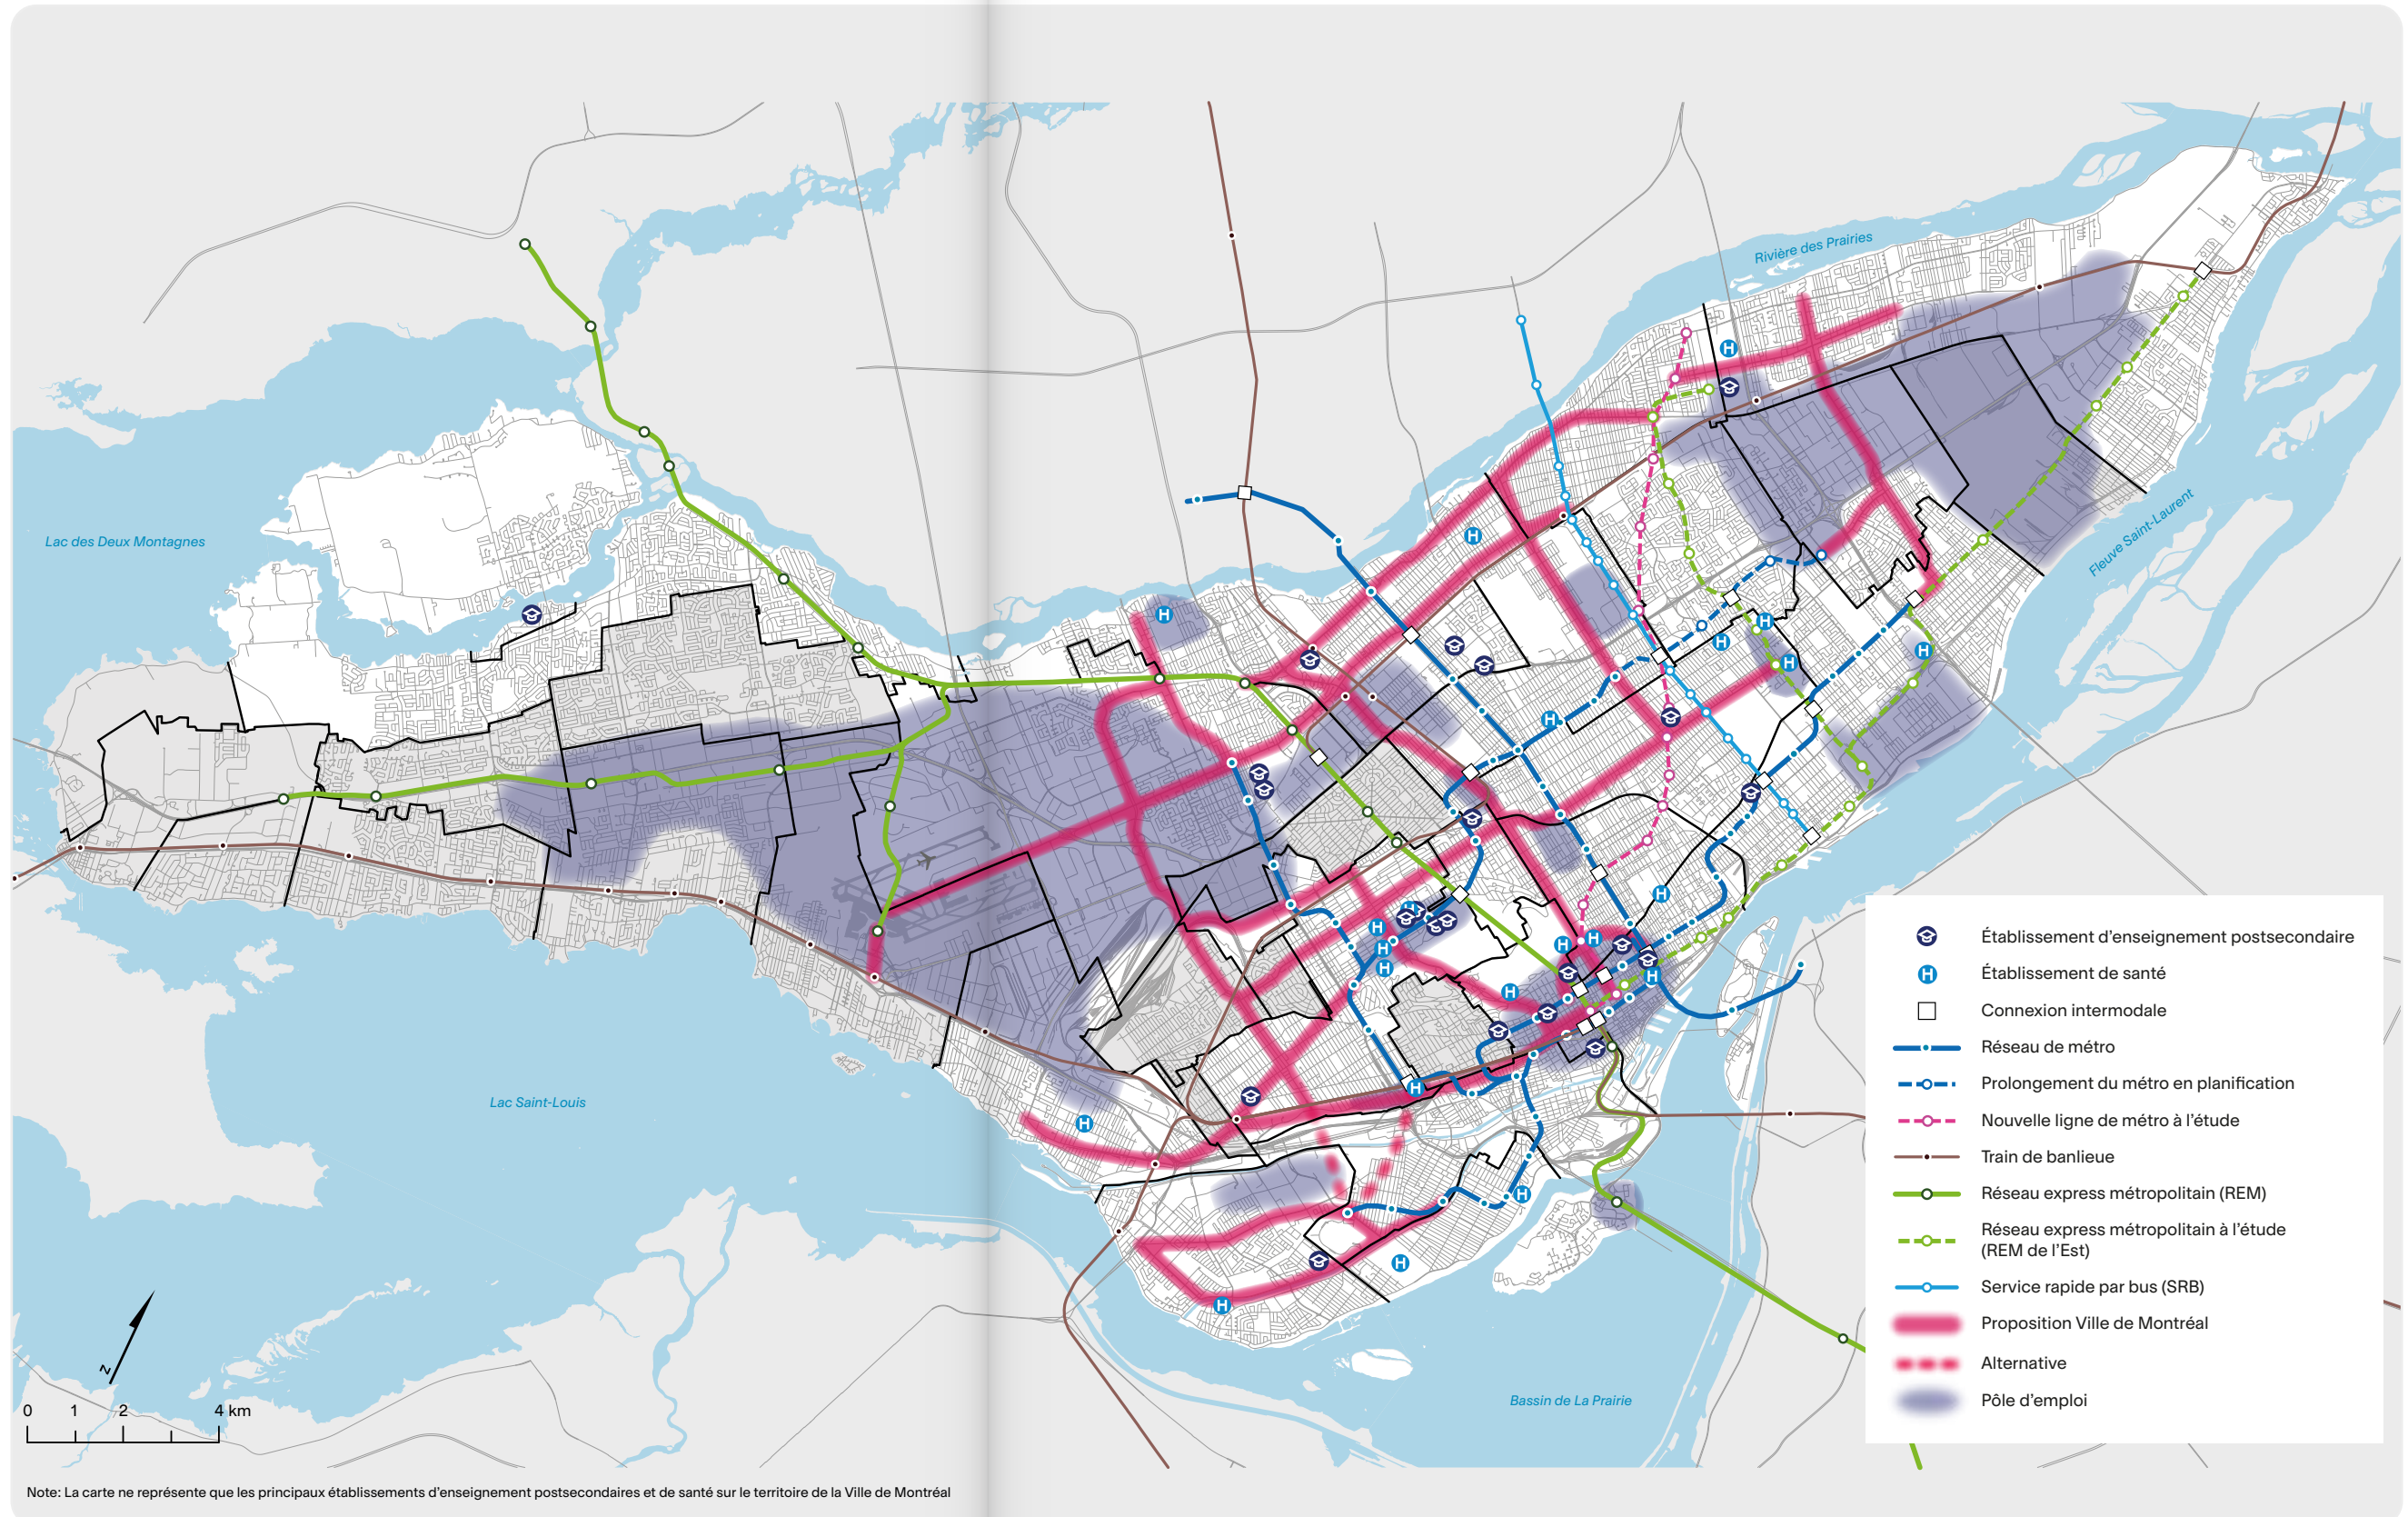 Rivière des Prairies
Lac des Deux Montagnes
Fleuve Saint-Laurent
Lac Saint-Louis
Bassin de La Prairie
N
0 1 2 4 km
H Établissement d’enseignement postsecondaire
H Établissement de santé
Connexion intermodale
Réseau de métro
Prolongement du métro en planification
Nouvelle ligne de métro à l’étude
Train de banlieue
Réseau express métropolitain (REM)
Réseau express métropolitain à l’étude
(REM de l’Est)
Service rapide par bus (SRB)
Proposition Ville de Montréal
Alternative
Pôle d’emploi
Note: La carte ne représente que les principaux établissements d’enseignement postsecondaires et de santé sur le territoire de la Ville de Montréal